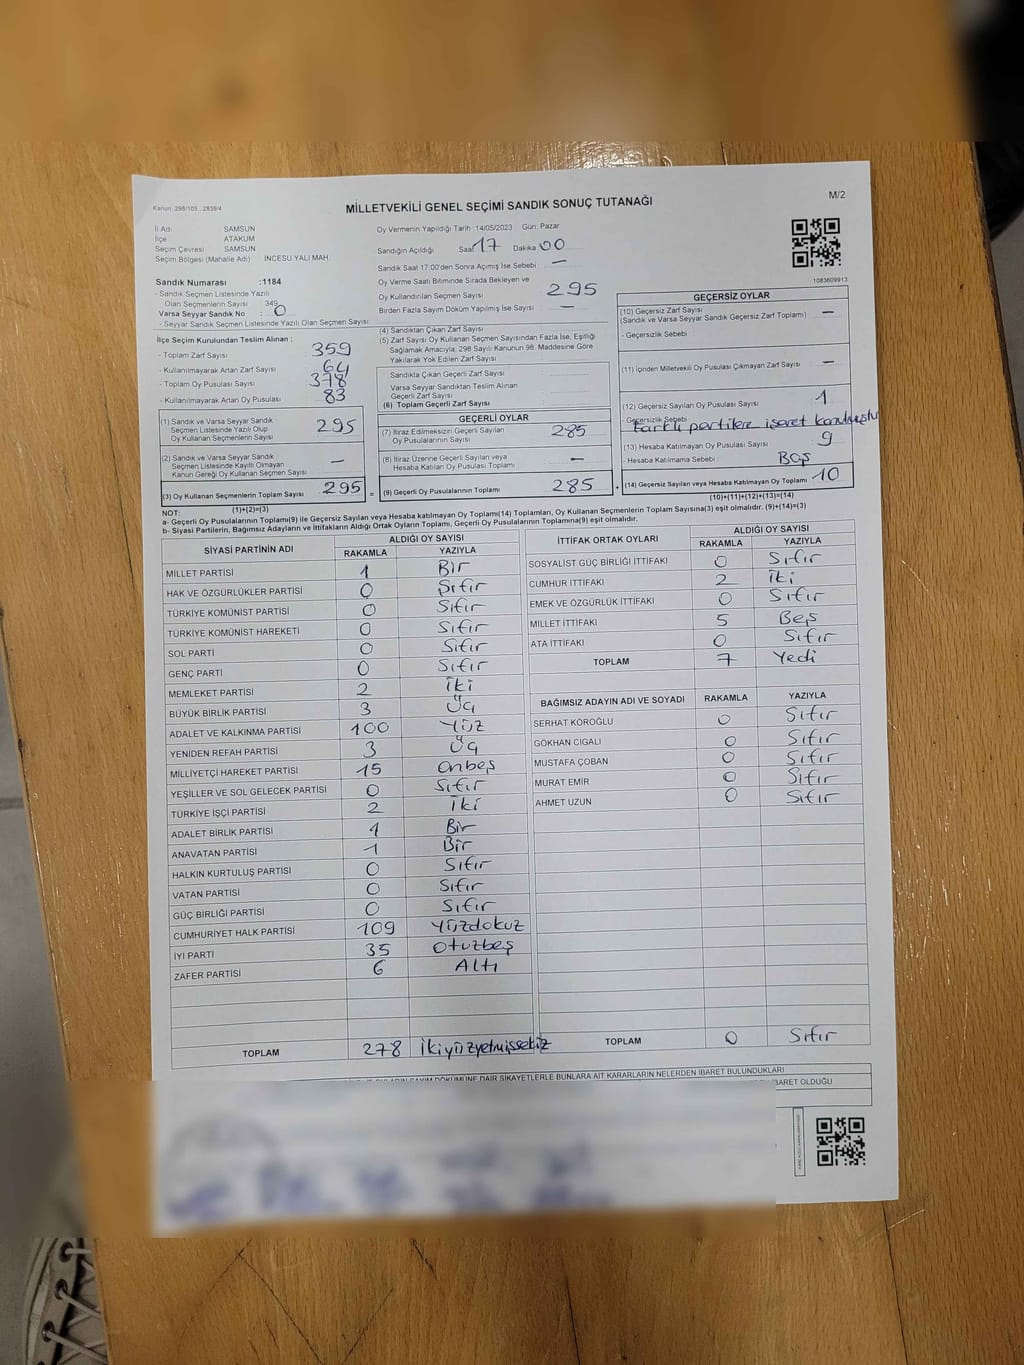 Kanun: 298/105 , 2839/4
M/2
MİLLETVEKİLİ GENEL SEÇİMİ SANDIK SONUÇ TUTANAĞI
İl Adı SAMSUN
İlçe ATAKUM
Seçim Çevresi SAMSUN
Seçim Bölgesi (Mahalle Adı) İNCESU YALI MAH.
Sandık Numarası :1184
- Sandık Seçmen Listesinde Yazılı
Olan Seçmenlerin Sayısı 349
Varsa Seyyar Sandık No : 0
- Seyyar Sandık Seçmen Listesinde Yazılı Olan Seçmen Sayısı
İlçe Seçim Kurulundan Teslim Alınan ;
- Toplam Zarf Sayısı 359
- Kullanılmayarak Artan Zarf Sayısı 64
- Toplam Oy Pusulası Sayısı 378
- Kullanılmayarak Artan Oy Pusulası 83
Oy Vermenin Yapıldığı Tarih :14/05/2023 Gün: Pazar
Sandığın Açıldığı Saat 17 Dakika 00
Sandık Saat 17:00'den Sonra Açımış İse Sebebi : —
Oy Verme Saati Bitiminde Sırada Bekleyen ve
Oy Kullandırılan Seçmen Sayısı 295
Birden Fazla Sayım Döküm Yapılmış İse Sayısı —
(4) Sandıktan Çıkan Zarf Sayısı
(5) Zarf Sayısı Oy Kullanan Seçmen Sayısından Fazla İse, Eşitliği
Sağlamak Amacıyla, 298 Sayılı Kanunun 98. Maddesine Göre
Yakılarak Yok Edilen Zarf Sayısı
Sandıkta Çıkan Geçerli Zarf Sayısı
Varsa Seyyar Sandıktan Teslim Alınan
Geçerli Zarf Sayısı
(6) Toplam Geçerli Zarf Sayısı
1083609913
GEÇERSİZ OYLAR
(10) Geçersiz Zarf Sayısı
(Sandık ve Varsa Seyyar Sandık Geçersiz Zarf Toplamı) —
- Geçersizlik Sebebi
(11) İçinden Milletvekili Oy Pusulası Çıkmayan Zarf Sayısı —
(12) Geçersiz Sayılan Oy Pusulası Sayısı 1
- Geçersizlik Sebebi
farklı partilere işaret konulmuştur
(13) Hesaba Katılmayan Oy Pusulası Sayısı 9
- Hesaba Katılmama Sebebi Boş
(14) Geçersiz Sayılan veya Hesaba Katılmayan Oy Toplamı 10
(10)+(11)+(12)+(13)=(14)
(1) Sandık ve Varsa Seyyar Sandık
Seçmen Listesinde Yazılı Olup
Oy Kullanan Seçmenlerin Sayısı 295
(2) Sandık ve Varsa Seyyar Sandık
Seçmen Listesinde Kayıtlı Olmayan
Kanun Gereği Oy Kullanan Seçmen Sayısı —
(3) Oy Kullanan Seçmenlerin Toplam Sayısı 295 =
(1)+(2)=(3)
GEÇERLİ OYLAR
(7) İtiraz Edilmeksizin Geçerli Sayılan
Oy Pusulalarının Sayısı 285
(8) İtiraz Üzerine Geçerli Sayılan veya
Hesaba Katılan Oy Pusulası Toplamı —
(9) Geçerli Oy Pusulalarının Toplamı 285 +
NOT:
a- Geçerli Oy Pusulalarının Toplamı(9) ile Geçersiz Sayılan veya Hesaba katılmayan Oy Toplamı(14) Toplamları, Oy Kullanan Seçmenlerin Toplam Sayısına(3) eşit olmalıdır. (9)+(14)=(3)
b- Siyasi Partilerin, Bağımsız Adayların ve İttifakların Aldığı Ortak Oyların Toplamı, Geçerli Oy Pusulalarının Toplamına(9) eşit olmalıdır.
SİYASİ PARTİNİN ADI ALDIĞI OY SAYISI
RAKAMLA YAZIYLA
MİLLET PARTİSİ 1 Bir
HAK VE ÖZGÜRLÜKLER PARTİSİ 0 Sıfır
TÜRKİYE KOMÜNİST PARTİSİ 0 Sıfır
TÜRKİYE KOMÜNİST HAREKETİ 0 Sıfır
SOL PARTİ 0 Sıfır
GENÇ PARTİ 0 Sıfır
MEMLEKET PARTİSİ 2 İki
BÜYÜK BİRLİK PARTİSİ 3 Üç
ADALET VE KALKINMA PARTİSİ 100 Yüz
YENİDEN REFAH PARTİSİ 3 Üç
MİLLİYETÇİ HAREKET PARTİSİ 15 Onbeş
YEŞİLLER VE SOL GELECEK PARTİSİ 0 Sıfır
TÜRKİYE İŞÇİ PARTİSİ 2 İki
ADALET BİRLİK PARTİSİ 1 Bir
ANAVATAN PARTİSİ 1 Bir
HALKIN KURTULUŞ PARTİSİ 0 Sıfır
VATAN PARTİSİ 0 Sıfır
GÜÇ BİRLİĞİ PARTİSİ 0 Sıfır
CUMHURİYET HALK PARTİSİ 109 Yüzdokuz
İYİ PARTİ 35 Otuzbeş
ZAFER PARTİSİ 6 Altı
TOPLAM 278 İkiyüzyetmişsekiz
İTTİFAK ORTAK OYLARI ALDIĞI OY SAYISI
RAKAMLA YAZIYLA
SOSYALİST GÜÇ BİRLİĞİ İTTİFAKI 0 Sıfır
CUMHUR İTTİFAKI 2 İki
EMEK VE ÖZGÜRLÜK İTTİFAKI 0 Sıfır
MİLLET İTTİFAKI 5 Beş
ATA İTTİFAKI 0 Sıfır
TOPLAM 7 Yedi
BAĞIMSIZ ADAYIN ADI VE SOYADI RAKAMLA YAZIYLA
SERHAT KÖROĞLU 0 Sıfır
GÖKHAN CIGALI 0 Sıfır
MUSTAFA ÇOBAN 0 Sıfır
MURAT EMİR 0 Sıfır
AHMET UZUN 0 Sıfır
TOPLAM 0 Sıfır
SAYIM DÖKÜMÜNE DAİR ŞİKAYETLERLE BUNLARA AİT KARARLARIN NELERDEN İBARET BULUNDUKLARI
İBARET OLDUĞU